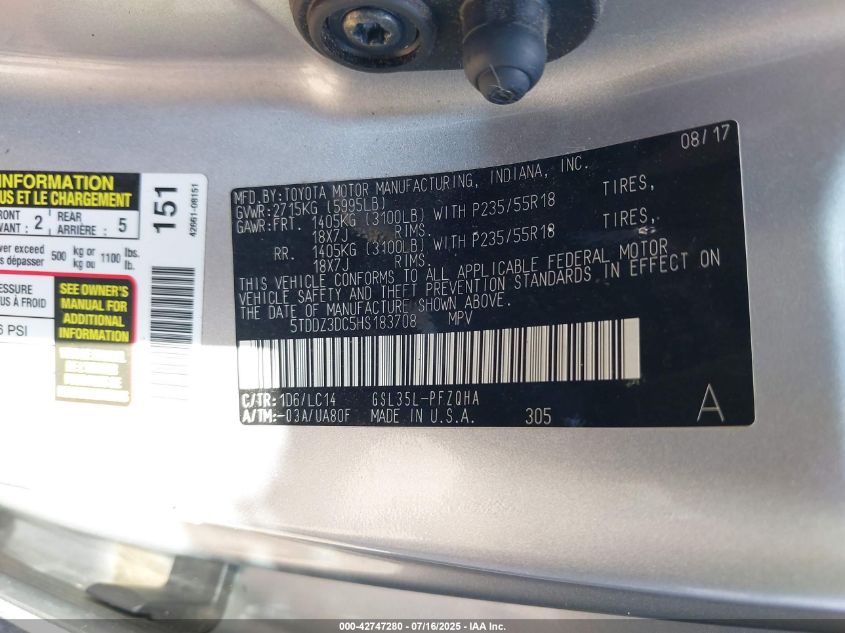 INFORMATION
US ET LE CHARGEMENT
FRONT
VANT : 2
REAR
ARRIÈRE : 5
ver exceed
s dépasser 500 kg or
kg ou 1100 lbs.
lb.
RESSURE
US À FROID
6 PSI
SEE OWNER'S
MANUAL FOR
ADDITIONAL
INFORMATION
151
42661-08151
08/17
MFD.BY:TOYOTA MOTOR MANUFACTURING, INDIANA, INC.
GVWR:2715KG (5995LB)
GAWR:FRT. 1405KG (3100LB) WITH P235/55R18 TIRES,
18X7J RIMS.
RR. 1405KG (3100LB) WITH P235/55R18 TIRES,
18X7J RIMS.
THIS VEHICLE CONFORMS TO ALL APPLICABLE FEDERAL MOTOR
VEHICLE SAFETY AND THEFT PREVENTION STANDARDS IN EFFECT ON
THE DATE OF MANUFACTURE SHOWN ABOVE.
5TDDZ3DC5HS183708 MPV
C/TR:1D6/LC14 GSL35L-PFZQHA
A/TM:-03A/UA80F MADE IN U.S.A. 305 A
000-42747280 - 07/16/2025 - IAA Inc.